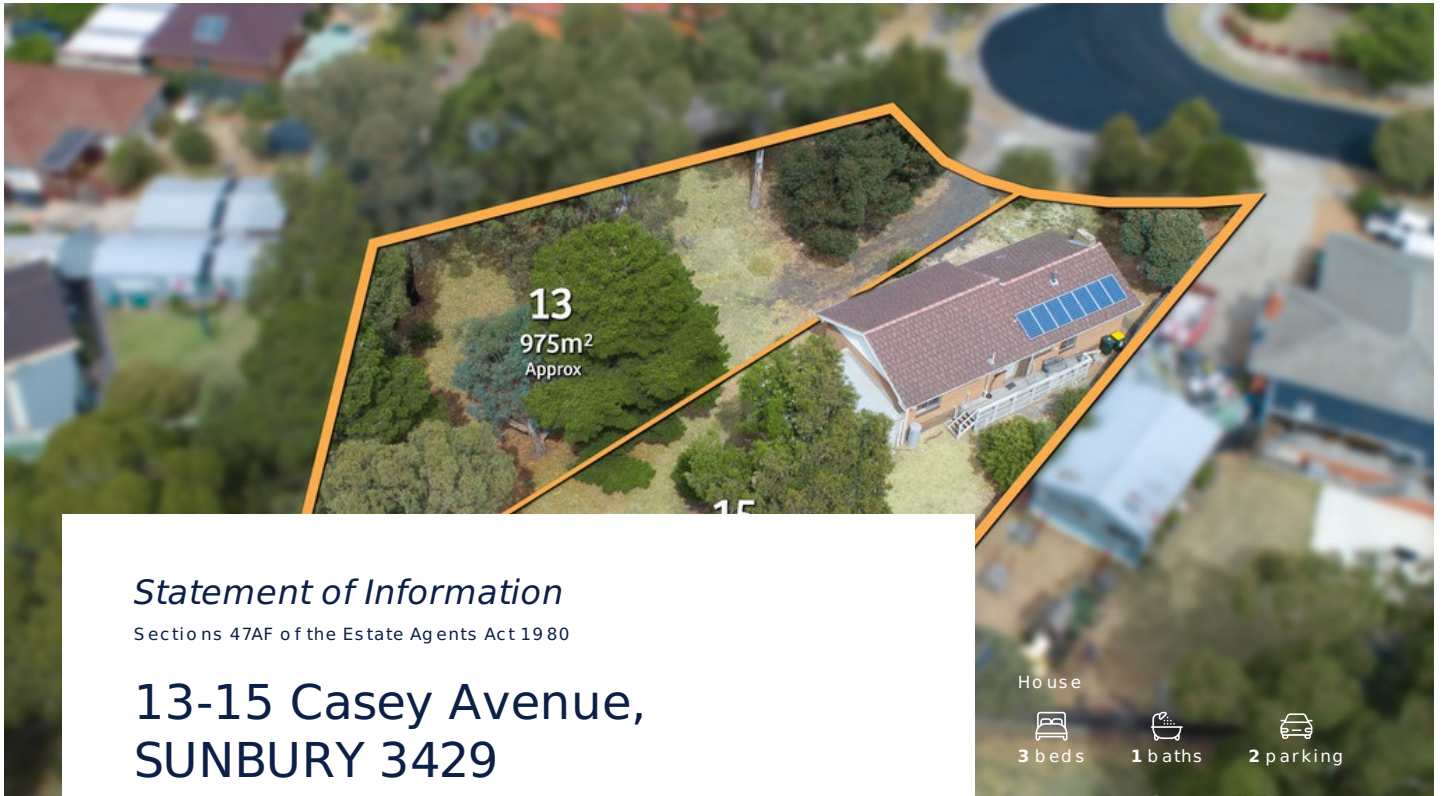 13
975m²
Approx
15
Statement of Information
Sections 47AF of the Estate Agents Act 1980
13-15 Casey Avenue,
SUNBURY 3429
House
3 beds
1 baths
2 parking